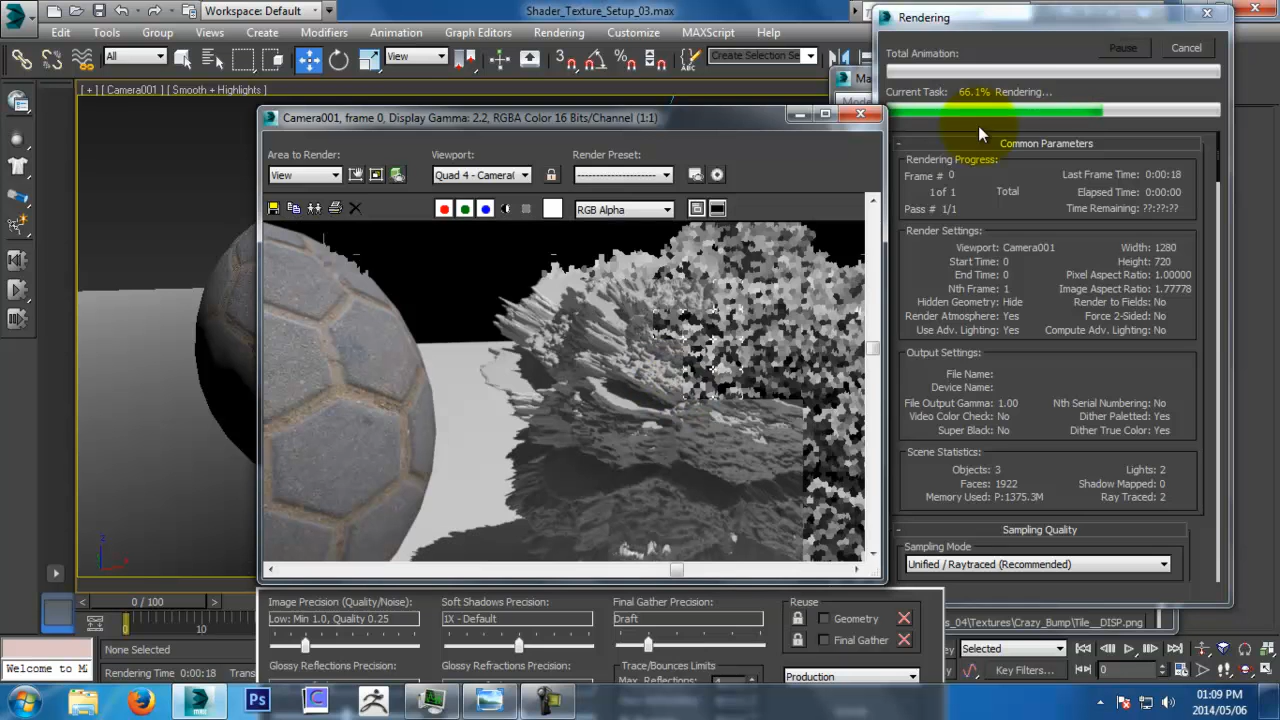 Workspace: Default
Shader_Texture_Setup_03.max
Edit Tools Group Views Create Modifiers Animation Graph Editors Rendering Customize MAXScript Help
All
View
Create Selection Se
[ + ] [ Camera001 ] [ Smooth + Highlights ]
Rendering
Total Animation:
Pause
Cancel
Current Task: 66.1% Rendering...
Common Parameters
Rendering Progress:
Frame # 0
Last Frame Time: 0:00:18
1 of 1 Total
Elapsed Time: 0:00:00
Pass # 1/1
Time Remaining: ??:??:??
Render Settings:
Viewport: Camera001
Width: 1280
Start Time: 0
Height: 720
End Time: 0
Pixel Aspect Ratio: 1.00000
Nth Frame: 1
Image Aspect Ratio: 1.77778
Hidden Geometry: Hide
Render to Fields: No
Render Atmosphere: Yes
Force 2-Sided: No
Use Adv. Lighting: Yes
Compute Adv. Lighting: No
Output Settings:
File Name:
Device Name:
File Output Gamma: 1.00
Nth Serial Numbering: No
Video Color Check: No
Dither Paletted: Yes
Super Black: No
Dither True Color: Yes
Scene Statistics:
Objects: 3
Lights: 2
Faces: 1922
Shadow Mapped: 0
Memory Used: P:1375.3M
Ray Traced: 2
Sampling Quality
Sampling Mode
Unified / Raytraced (Recommended)
Camera001, frame 0, Display Gamma: 2.2, RGBA Color 16 Bits/Channel (1:1)
Area to Render:
Viewport:
Render Preset:
View
Quad 4 - Camera(
RGB Alpha
Image Precision (Quality/Noise):
Soft Shadows Precision:
Final Gather Precision:
Reuse
Low: Min 1.0, Quality 0.25
1X - Default
Draft
Geometry
Final Gather
Glossy Reflections Precision:
Glossy Refractions Precision:
Trace/Bounces Limits
Max. Reflections:
Production
s_04\Textures\Crazy_Bump\Tile__DISP.png
0 / 100
0
10
None Selected
Welcome to M
Rendering Time 0:00:18
Selected
Key Filters...
0
Ps
01:09 PM
2014/05/06